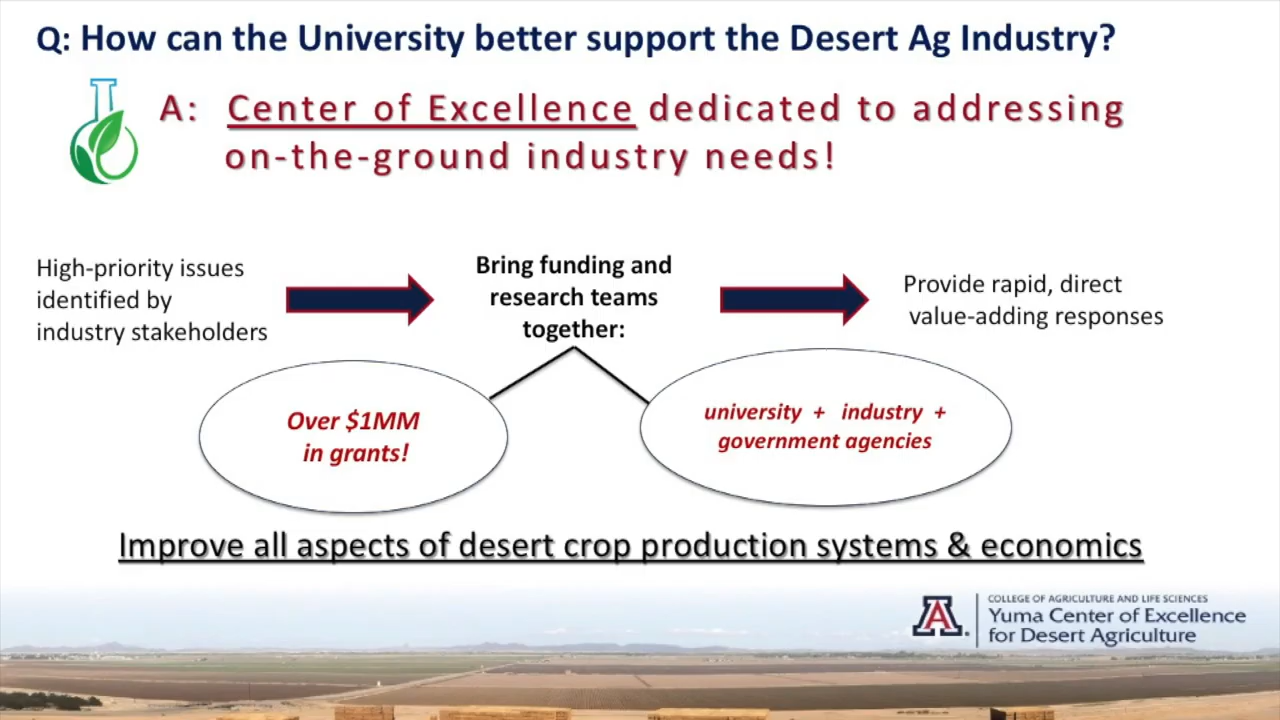 Q: How can the University better support the Desert Ag Industry?
A: Center of Excellence dedicated to addressing
on-the-ground industry needs!
High-priority issues
identified by
industry stakeholders
Bring funding and
research teams
together:
Provide rapid, direct
value-adding responses
Over $1MM
in grants!
university + industry +
government agencies
Improve all aspects of desert crop production systems & economics
A
COLLEGE OF AGRICULTURE AND LIFE SCIENCES
Yuma Center of Excellence
for Desert Agriculture